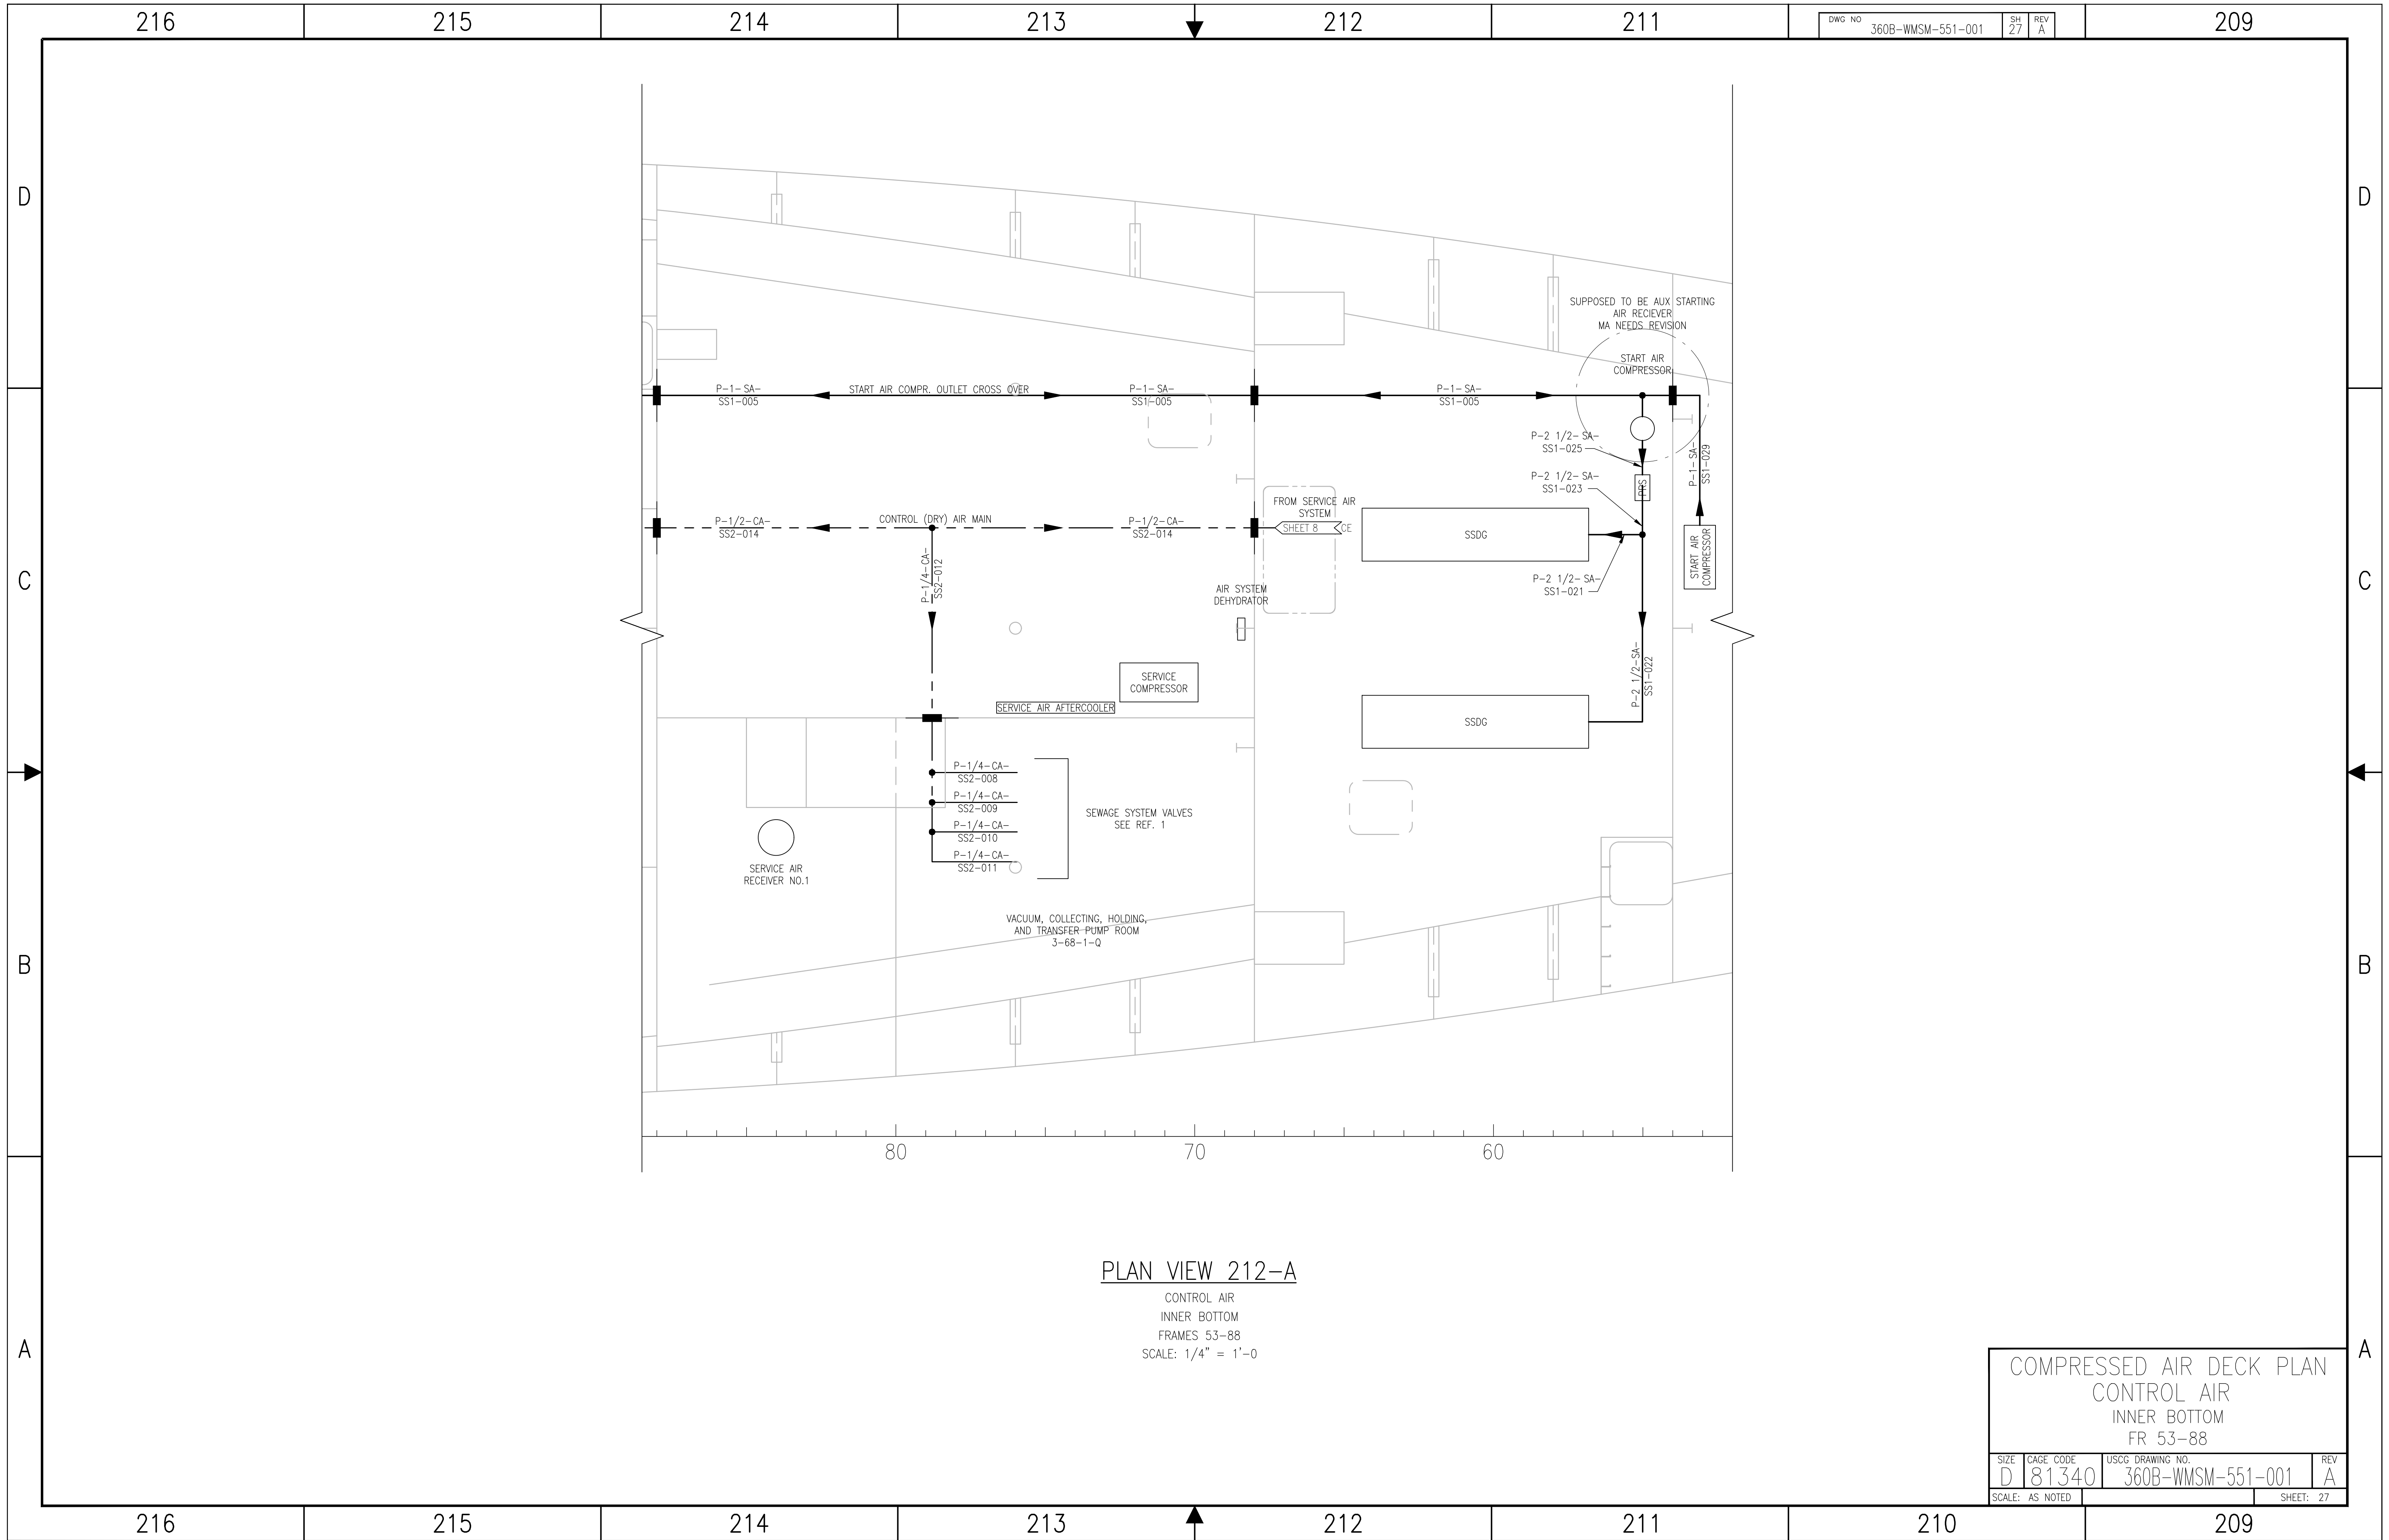 216
215
214
213
212
211
209
DWG NO
360B-WMSM-551-001
SH
27
REV
A
D
D
SUPPOSED TO BE AUX STARTING
AIR RECIEVER
MA NEEDS REVISION
START AIR
COMPRESSOR
P-1-SA-
SS1-005
START AIR COMPR. OUTLET CROSS OVER
P-1-SA-
SS1-005
P-1-SA-
SS1-005
P-2 1/2-SA-
SS1-025
P-2 1/2-SA-
SS1-023
PRS
P-1-SA-
SS1-029
FROM SERVICE AIR
SYSTEM
SHEET 8
CE
P-1/2-CA-
SS2-014
CONTROL (DRY) AIR MAIN
P-1/2-CA-
SS2-014
SSDG
START AIR
COMPRESSOR
P-1/4-CA-
SS2-012
C
C
P-2 1/2-SA-
SS1-021
AIR SYSTEM
DEHYDRATOR
P-2 1/2-SA-
SS1-022
SERVICE
COMPRESSOR
SERVICE AIR AFTERCOOLER
SSDG
P-1/4-CA-
SS2-008
P-1/4-CA-
SS2-009
P-1/4-CA-
SS2-010
P-1/4-CA-
SS2-011
SEWAGE SYSTEM VALVES
SEE REF. 1
SERVICE AIR
RECEIVER NO.1
VACUUM, COLLECTING, HOLDING,
AND TRANSFER PUMP ROOM
3-68-1-Q
B
B
80
70
60
PLAN VIEW 212-A
CONTROL AIR
INNER BOTTOM
FRAMES 53-88
SCALE: 1/4" = 1'-0
A
A
COMPRESSED AIR DECK PLAN
CONTROL AIR
INNER BOTTOM
FR 53-88
SIZE
D
CAGE CODE
81340
USCG DRAWING NO.
360B-WMSM-551-001
REV
A
SCALE: AS NOTED
SHEET: 27
216
215
214
213
212
211
210
209